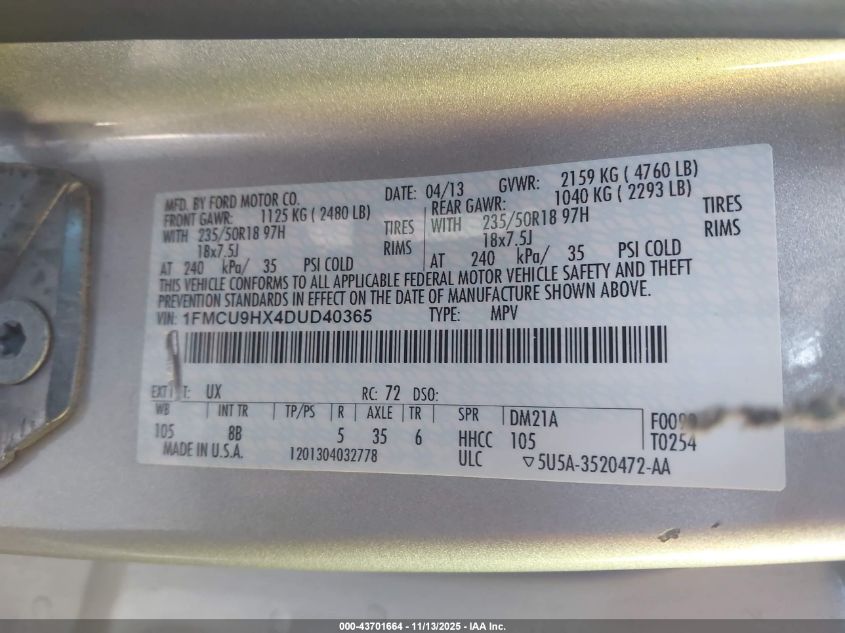 MFD. BY FORD MOTOR CO. DATE: 04/13 GVWR: 2159 KG ( 4760 LB)
FRONT GAWR: 1125 KG ( 2480 LB) REAR GAWR: 1040 KG ( 2293 LB)
WITH 235/50R18 97H TIRES WITH 235/50R18 97H TIRES
18x7.5J RIMS 18x7.5J RIMS
AT 240 kPa/ 35 PSI COLD AT 240 kPa/ 35 PSI COLD
THIS VEHICLE CONFORMS TO ALL APPLICABLE FEDERAL MOTOR VEHICLE SAFETY AND THEFT
PREVENTION STANDARDS IN EFFECT ON THE DATE OF MANUFACTURE SHOWN ABOVE.
VIN: 1FMCU9HX4DUD40365 TYPE: MPV
EXT UX RC: 72 DSO:
WB INT TR TP/PS R AXLE TR SPR DM21A
105 8B 5 35 6 HHCC 105 T0254
MADE IN U.S.A. 1201304032778 ULC ▽5U5A-3520472-AA
000-43701664 - 11/13/2025 - IAA Inc.